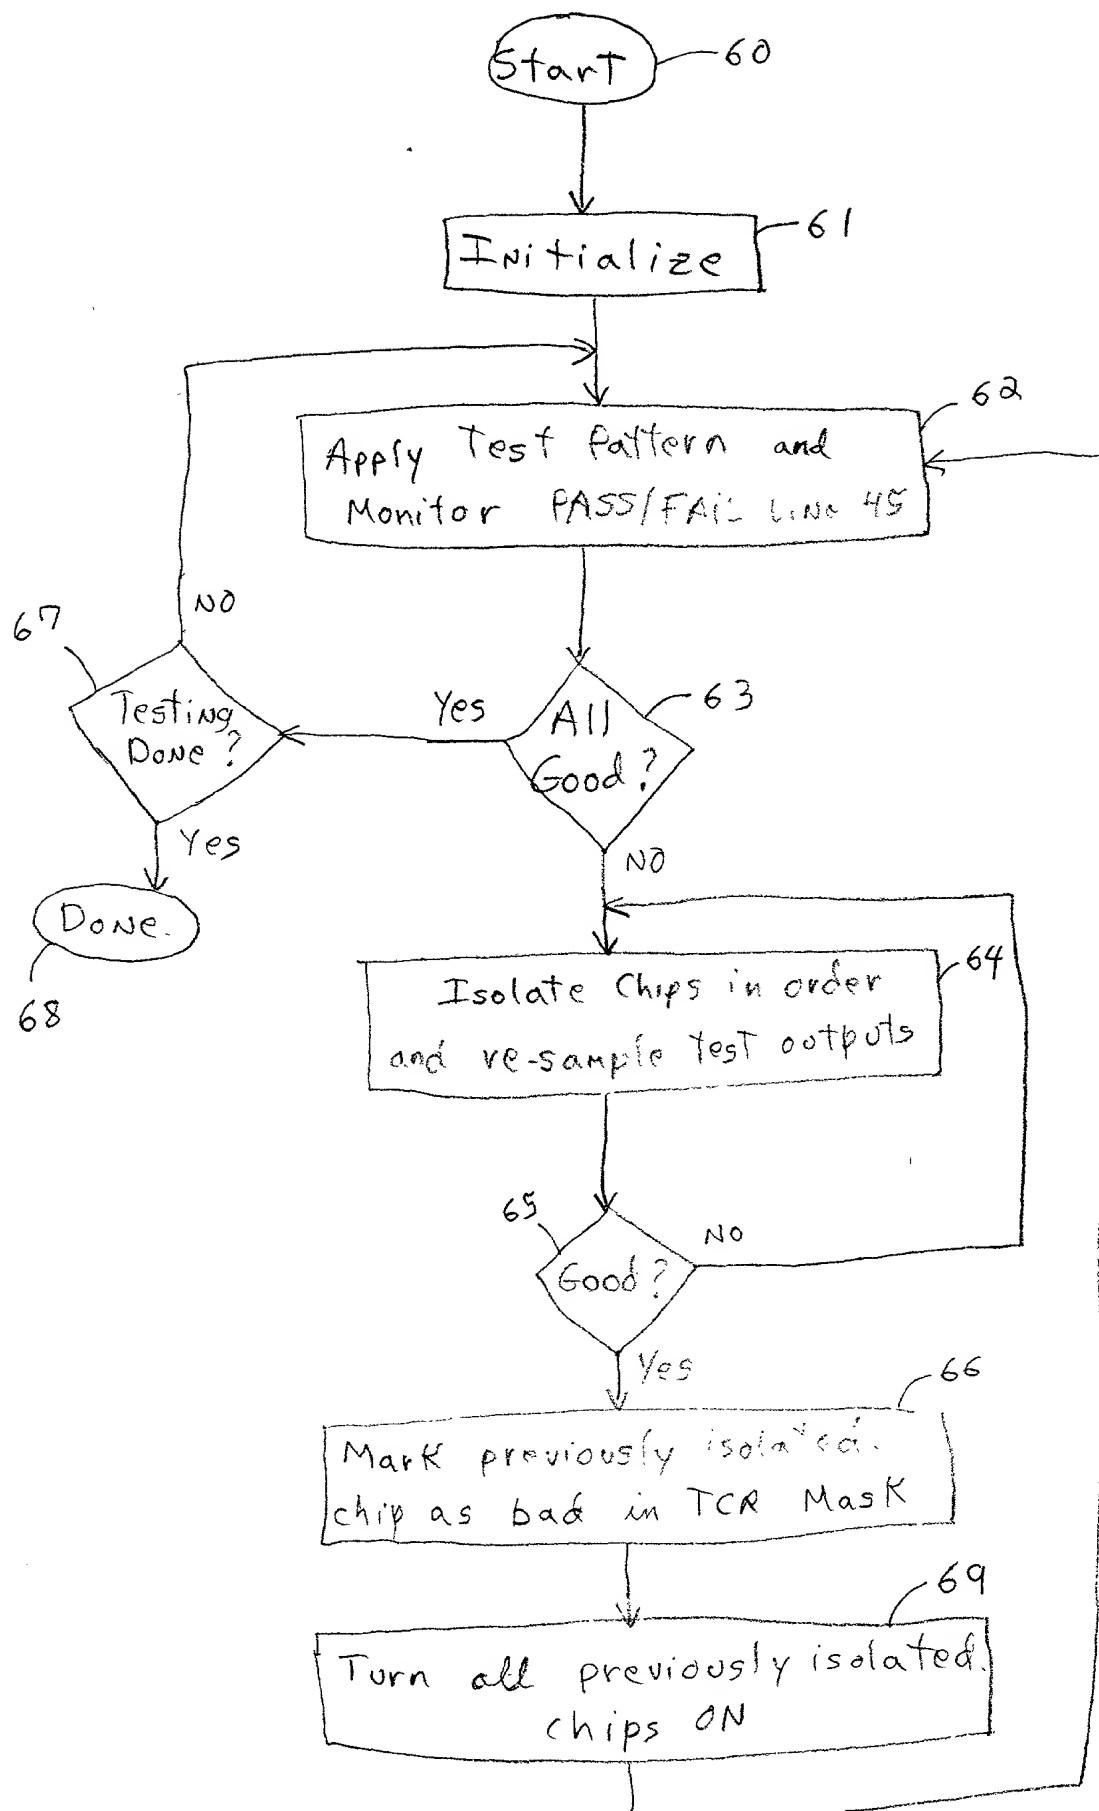 Start
60
Initialize
61
62
Apply Test Pattern and
Monitor PASS/FAIL LINE 45
NO
67
Testing
Done?
Yes
All
Good?
63
Yes
NO
Done.
68
64
Isolate Chips in order
and re-sample test outputs
65
Good?
NO
Yes
66
Mark previously isolated.
chip as bad in TCR Mask
69
Turn all previously isolated.
chips ON